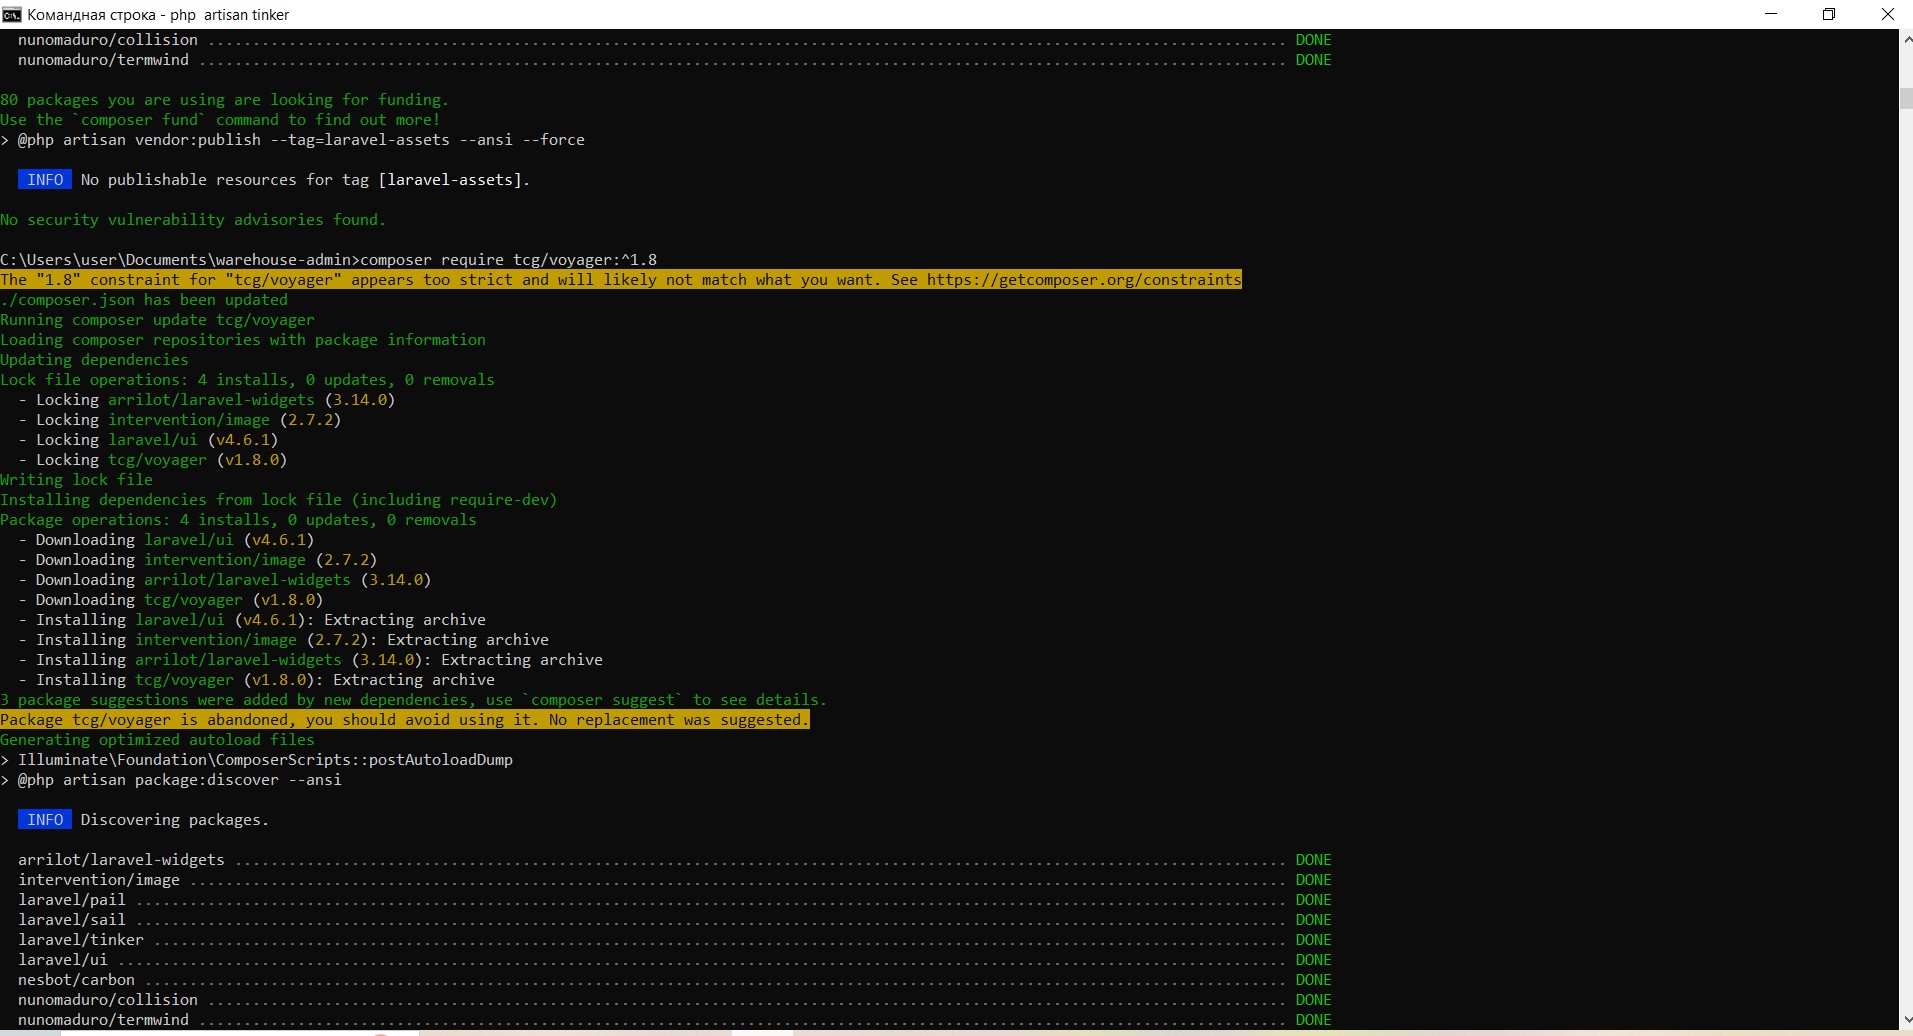 Командная строка - php  artisan tinker
nunomaduro/collision ........................................................................................................................ DONE
nunomaduro/termwind ......................................................................................................................... DONE
80 packages you are using are looking for funding.
Use the `composer fund` command to find out more!
> @php artisan vendor:publish --tag=laravel-assets --ansi --force
INFO  No publishable resources for tag [laravel-assets].
No security vulnerability advisories found.
C:\Users\user\Documents\warehouse-admin>composer require tcg/voyager:^1.8
The "1.8" constraint for "tcg/voyager" appears too strict and will likely not match what you want. See https://getcomposer.org/constraints
./composer.json has been updated
Running composer update tcg/voyager
Loading composer repositories with package information
Updating dependencies
Lock file operations: 4 installs, 0 updates, 0 removals
- Locking arrilot/laravel-widgets (3.14.0)
- Locking intervention/image (2.7.2)
- Locking laravel/ui (v4.6.1)
- Locking tcg/voyager (v1.8.0)
Writing lock file
Installing dependencies from lock file (including require-dev)
Package operations: 4 installs, 0 updates, 0 removals
- Downloading laravel/ui (v4.6.1)
- Downloading intervention/image (2.7.2)
- Downloading arrilot/laravel-widgets (3.14.0)
- Downloading tcg/voyager (v1.8.0)
- Installing laravel/ui (v4.6.1): Extracting archive
- Installing intervention/image (2.7.2): Extracting archive
- Installing arrilot/laravel-widgets (3.14.0): Extracting archive
- Installing tcg/voyager (v1.8.0): Extracting archive
3 package suggestions were added by new dependencies, use `composer suggest` to see details.
Package tcg/voyager is abandoned, you should avoid using it. No replacement was suggested.
Generating optimized autoload files
> Illuminate\Foundation\ComposerScripts::postAutoloadDump
> @php artisan package:discover --ansi
INFO  Discovering packages.
arrilot/laravel-widgets ..................................................................................................................... DONE
intervention/image .......................................................................................................................... DONE
laravel/pail ................................................................................................................................ DONE
laravel/sail ................................................................................................................................ DONE
laravel/tinker .............................................................................................................................. DONE
laravel/ui .................................................................................................................................. DONE
nesbot/carbon ............................................................................................................................... DONE
nunomaduro/collision ........................................................................................................................ DONE
nunomaduro/termwind ......................................................................................................................... DONE